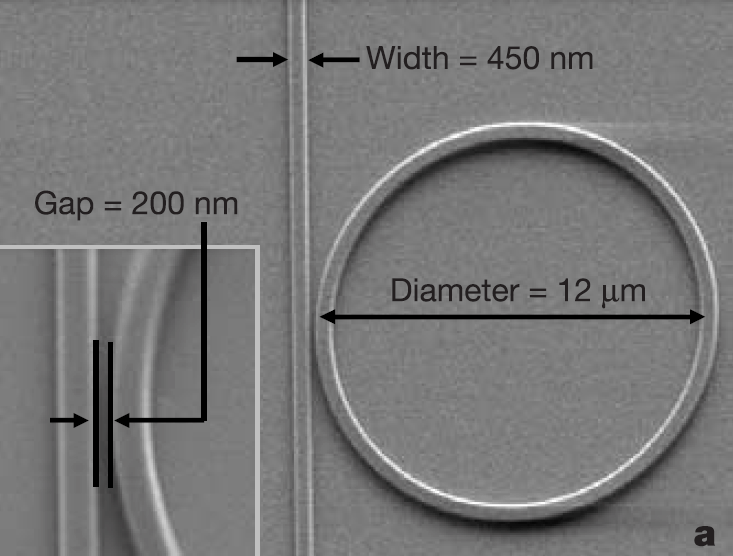 Width = 450 nm
Gap = 200 nm
Diameter = 12 μm
a